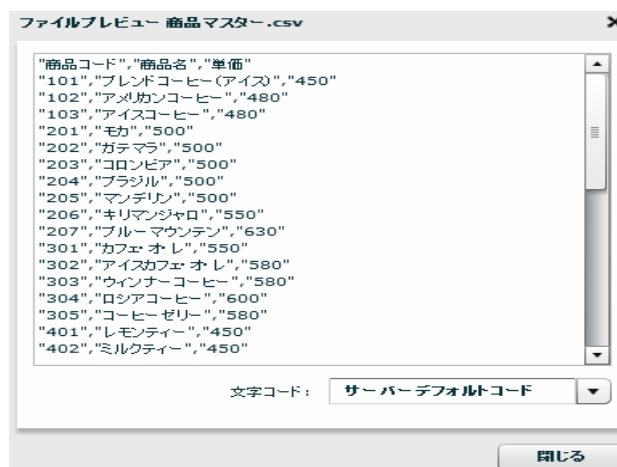 ファイルプレビュー 商品マスター.csv
"商品コード","商品名","単価"
"101","ブレンドコーヒー(アイス)","450"
"102","アメリカンコーヒー","480"
"103","アイスコーヒー","480"
"201","モカ","500"
"202","ガテマラ","500"
"203","コロンビア","500"
"204","ブラジル","500"
"205","マンデリン","500"
"206","キリマンジャロ","550"
"207","ブルーマウンテン","630"
"301","カフェ・オ・レ","550"
"302","アイスカフェ・オ・レ","580"
"303","ウィンナーコーヒー","580"
"304","ロシアコーヒー","600"
"305","コーヒーゼリー","580"
"401","レモンティー","450"
"402","ミルクティー","450"
文字コード: サーバーデフォルトコード
閉じる